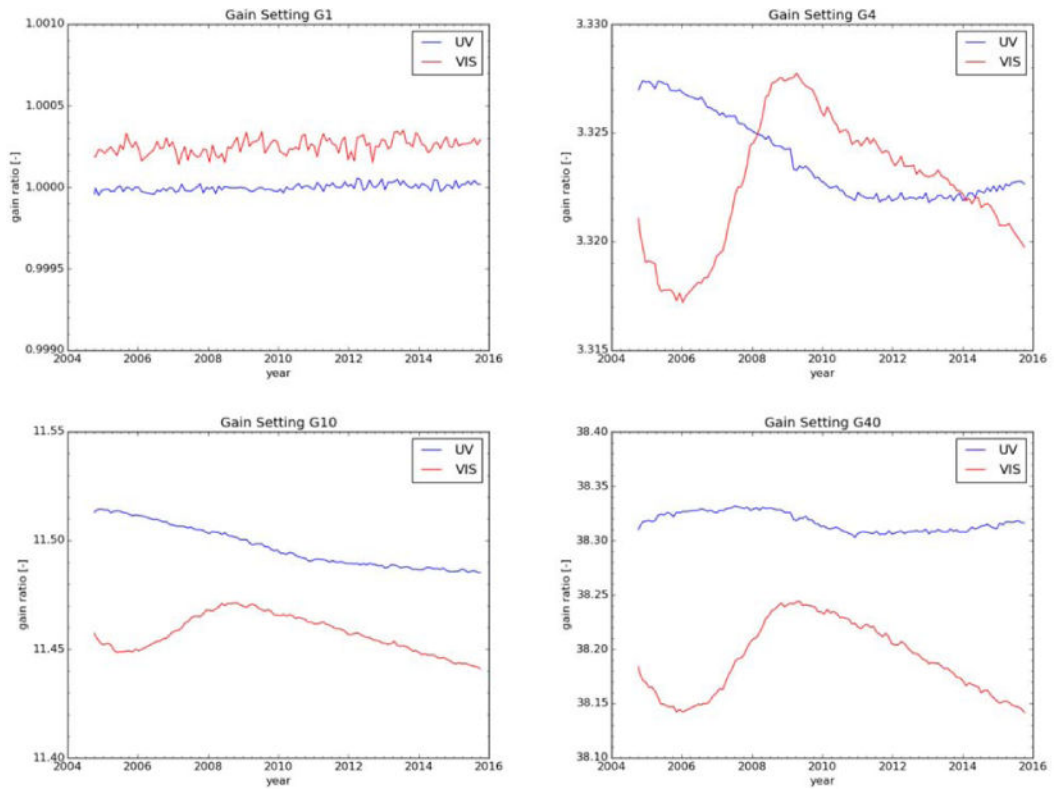 Gain Setting G1
1.0010
1.0005
1.0000
0.9995
0.9990
gain ratio [-]
UV
VIS
2004 2006 2008 2010 2012 2014 2016
year
Gain Setting G4
3.330
3.325
3.320
3.315
gain ratio [-]
UV
VIS
2004 2006 2008 2010 2012 2014 2016
year
Gain Setting G10
11.55
11.50
11.45
11.40
gain ratio [-]
UV
VIS
2004 2006 2008 2010 2012 2014 2016
year
Gain Setting G40
38.40
38.35
38.30
38.25
38.20
38.15
38.10
gain ratio [-]
UV
VIS
2004 2006 2008 2010 2012 2014 2016
year